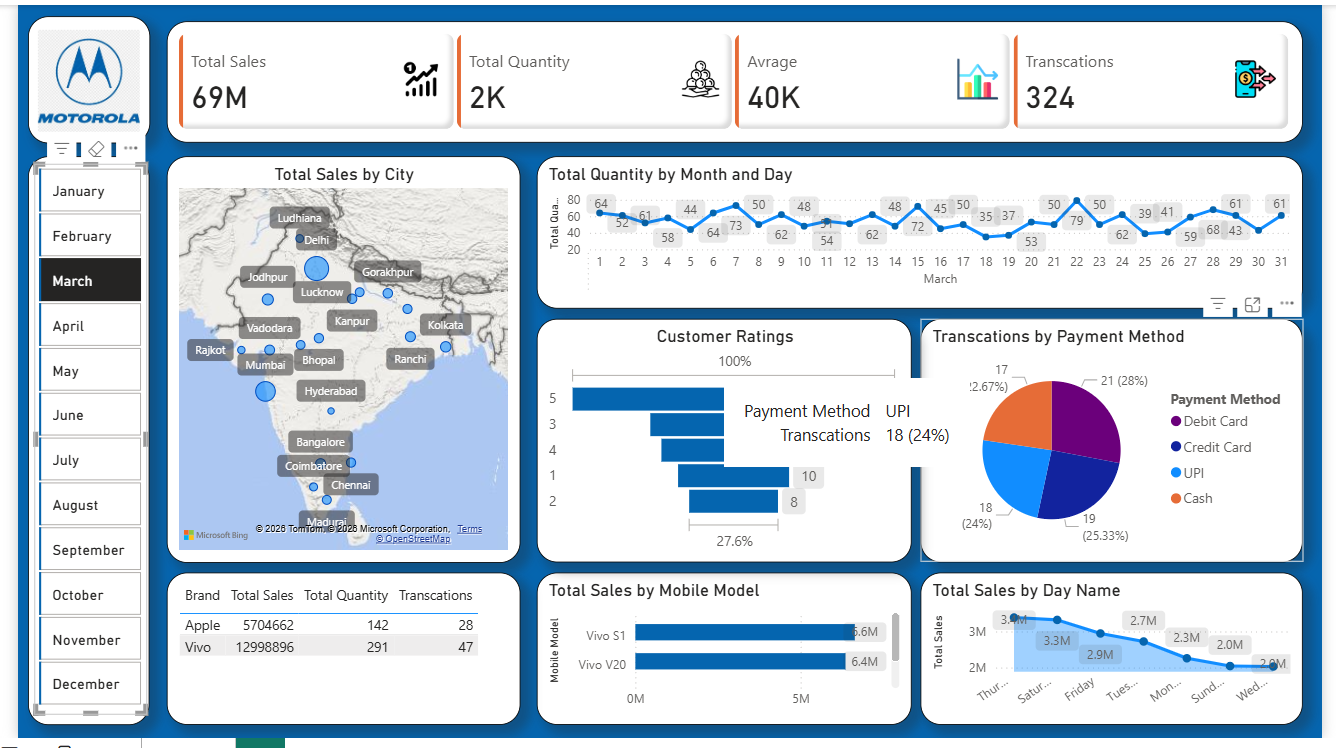 MOTOROLA
Total Sales
69M
Total Quantity
2K
Avrage
40K
Transcations
324
January
February
March
April
May
June
July
August
September
October
November
December
Total Sales by City
Ludhiana
Delhi
Jodhpur
Gorakhpur
Lucknow
Kanpur
Vadodara
Kolkata
Rajkot
Mumbai
Bhopal
Ranchi
Hyderabad
Bangalore
Coimbatore
Chennai
Madurai
Microsoft Bing
© 2026 TomTom, © 2026 Microsoft Corporation, Terms
© OpenStreetMap
Total Quantity by Month and Day
Total Qua...
80
60
40
20
64 52 61 58 44 64 73 50 62 48 51 54 62 48 72 45 50 35 37 53 50 79 50 62 39 41 59 68 61 43 61
1 2 3 4 5 6 7 8 9 10 11 12 13 14 15 16 17 18 19 20 21 22 23 24 25 26 27 28 29 30 31
March
Customer Ratings
100%
5
3
4
1 10
2 8
27.6%
Payment Method UPI
Transcations 18 (24%)
Transcations by Payment Method
17
21 (28%)
18
(24%)
19
(25.33%)
Payment Method
Debit Card
Credit Card
UPI
Cash
Brand Total Sales Total Quantity Transcations
Apple 5704662 142 28
Vivo 12998896 291 47
Total Sales by Mobile Model
Mobile Model
Vivo S1 6.6M
Vivo V20 6.4M
0M 5M
Total Sales by Day Name
Total Sales
3M
2M
3.3M
2.9M
2.7M
2.3M
2.0M
Thur... Satur... Friday Tues... Mon... Sund... Wed...